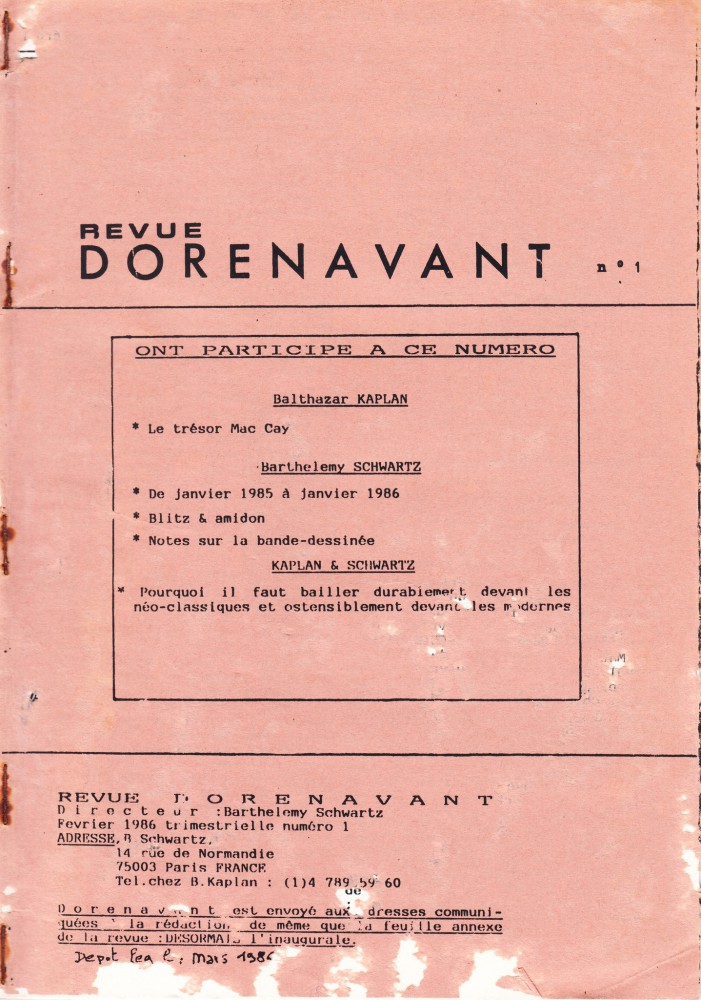 REVUE
DORENAVANT n° 1
ONT PARTICIPE A CE NUMERO
Balthazar KAPLAN
* Le trésor Mac Cay
Barthelemy SCHWARTZ
* De janvier 1985 à janvier 1986
* Blitz & amidon
* Notes sur la bande-dessinée
KAPLAN & SCHWARTZ
* Pourquoi il faut bailler durablement devant les
néo-classiques et ostensiblement devant les modernes
REVUE DORENAVANT
Directeur :Barthelemy Schwartz
Fevrier 1986 trimestrielle numéro 1
ADRESSE,B Schwartz,
14 rue de Normandie
75003 Paris FRANCE
Tel.chez B.Kaplan : (1)4 789 59 60
de
Dorenavant est envoyé aux dresses communi-
quées la rédaction de même que la feuille annexe
de la revue :DESORMAIS l'inaugurale.
Depot legal: Mars 1986